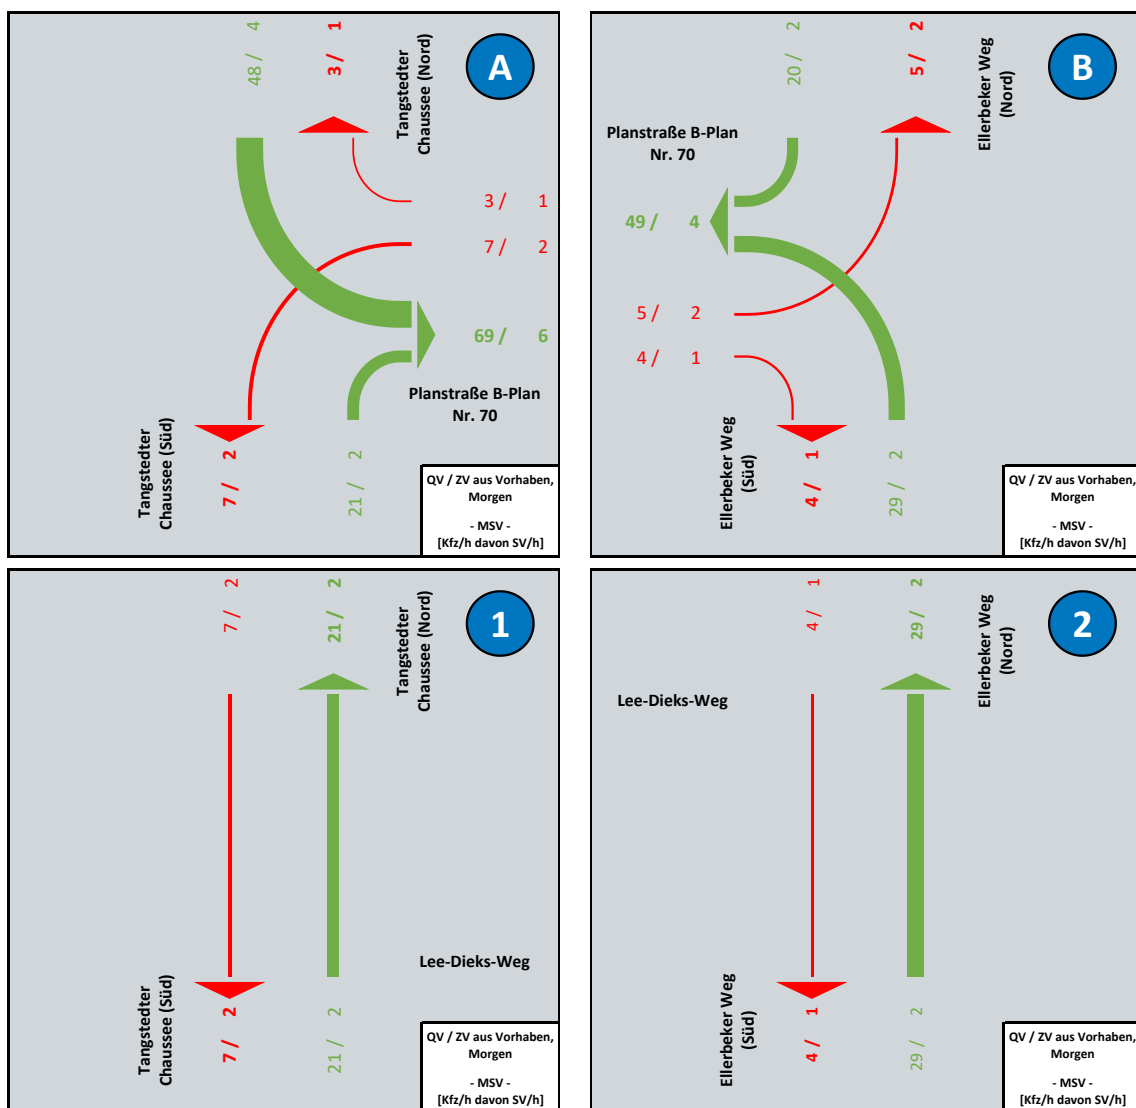 48 / 4
3 / 1
Tangstedter
Chaussee (Nord)
A
3 / 1
7 / 2
69 / 6
Planstraße B-Plan
Nr. 70
Tangstedter
Chaussee (Süd)
7 / 2
21 / 2
QV / ZV aus Vorhaben,
Morgen
- MSV -
[Kfz/h davon SV/h]
20 / 2
5 / 2
Ellerbeker Weg
(Nord)
B
Planstraße B-Plan
Nr. 70
49 / 4
5 / 2
4 / 1
Ellerbeker Weg
(Süd)
4 / 1
29 / 2
QV / ZV aus Vorhaben,
Morgen
- MSV -
[Kfz/h davon SV/h]
7 / 2
21 / 2
Tangstedter
Chaussee (Nord)
1
Lee-Dieks-Weg
Tangstedter
Chaussee (Süd)
7 / 2
21 / 2
QV / ZV aus Vorhaben,
Morgen
- MSV -
[Kfz/h davon SV/h]
4 / 1
29 / 2
Ellerbeker Weg
(Nord)
2
Lee-Dieks-Weg
Ellerbeker Weg
(Süd)
4 / 1
29 / 2
QV / ZV aus Vorhaben,
Morgen
- MSV -
[Kfz/h davon SV/h]